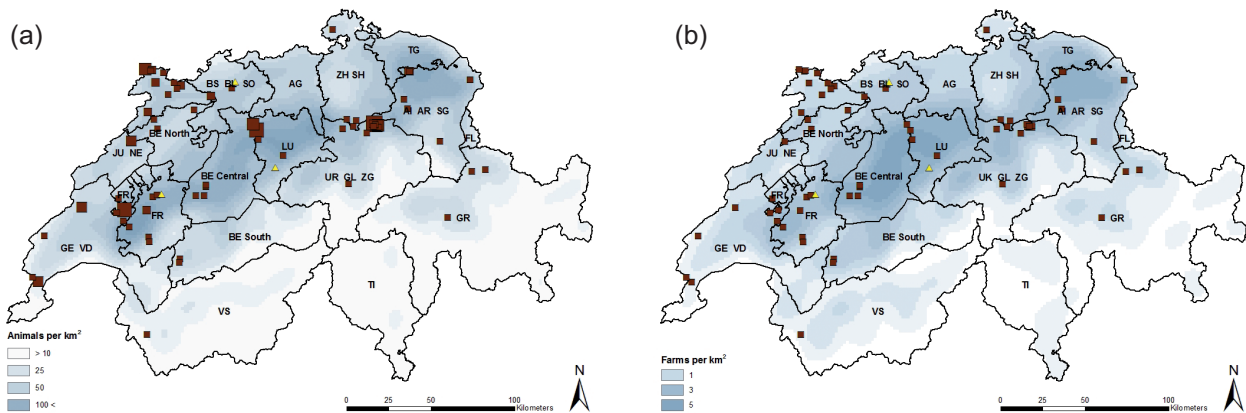 (a)
TG
ZH SH
BS BL SO
AG
AI AR SG
BE North
FL
JU NE
LU
BE Central
UR GL ZG
FR
FR
GR
BE South
GE VD
TI
VS
Animals per km²
> 10
25
50
100 <
0 50 100
Kilometers
N
(b)
TG
ZH SH
BS BL SO
AG
AI AR SG
BE North
FL
JU NE
LU
BE Central
UK GL ZG
FR
FR
GR
BE South
GE VD
TI
VS
Farms per km²
1
3
5
0 50 100
Kilometers
N